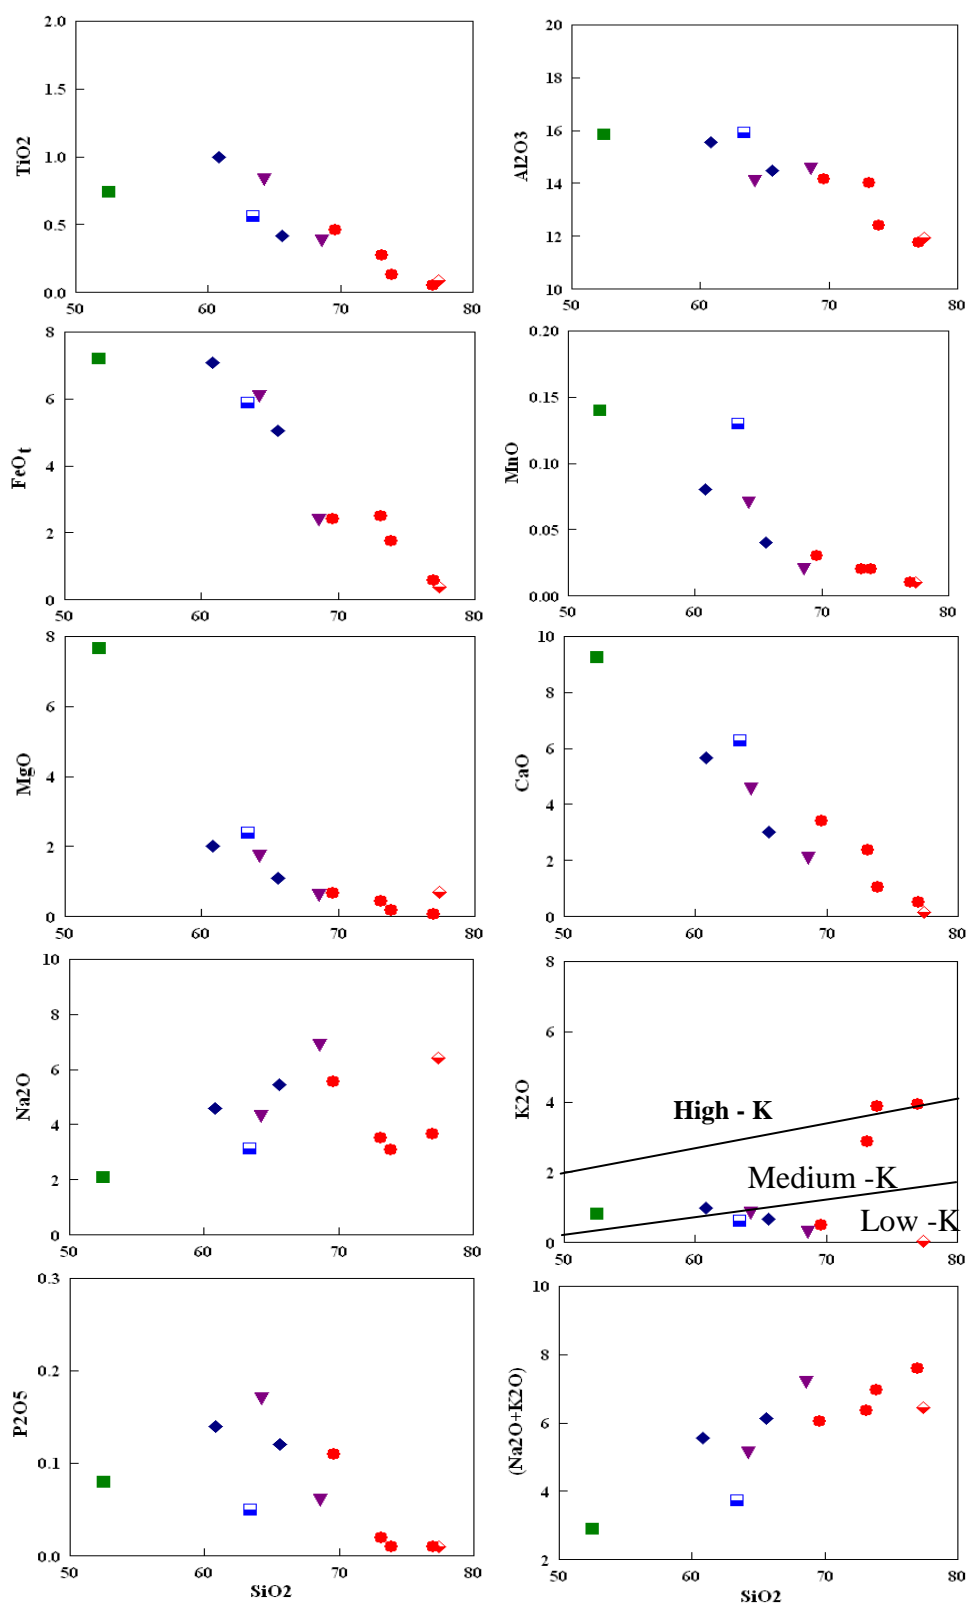 2.0
1.5
1.0
0.5
0.0
TiO2
50 60 70 80
20
18
16
14
12
10
Al2O3
50 60 70 80
8
6
4
2
0
FeOt
50 60 70 80
0.20
0.15
0.10
0.05
0.00
MnO
50 60 70 80
8
6
4
2
0
MgO
50 60 70 80
10
8
6
4
2
0
CaO
50 60 70 80
10
8
6
4
2
0
Na2O
50 60 70 80
8
6
4
2
0
K2O
High - K
Medium -K
Low -K
50 60 70 80
0.3
0.2
0.1
0.0
P2O5
50 60 70 80
SiO2
10
8
6
4
2
(Na2O+K2O)
50 60 70 80
SiO2